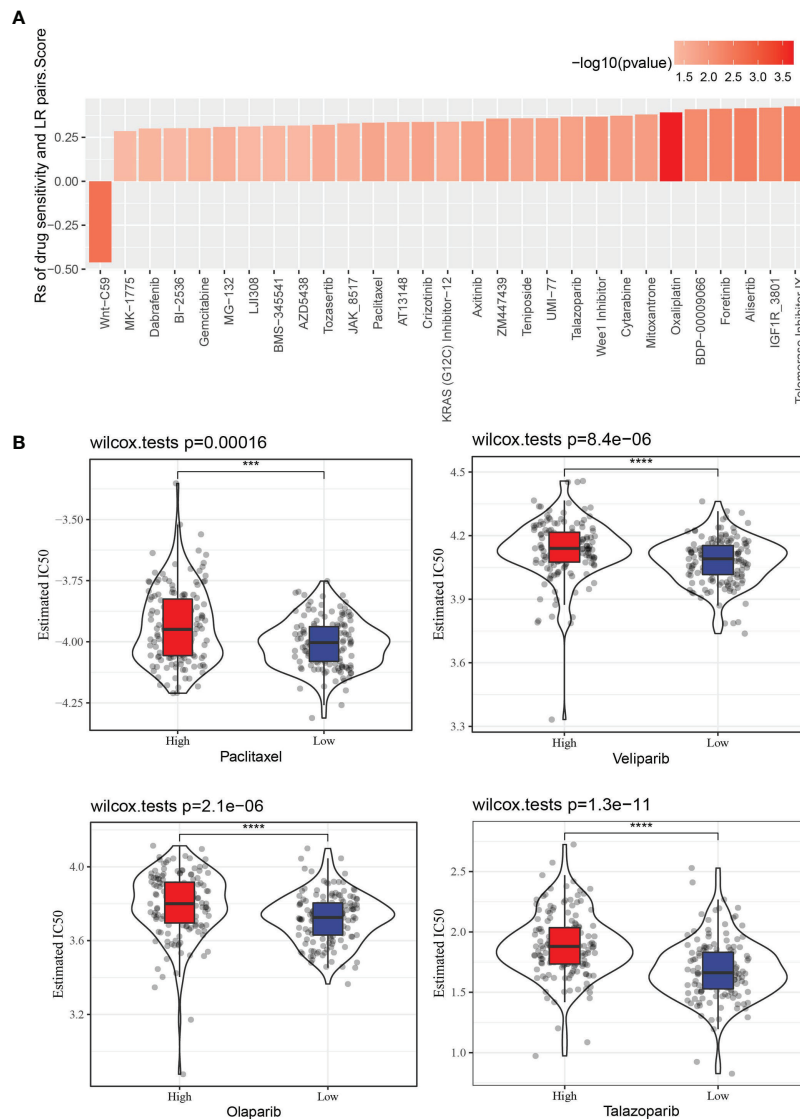 A
−log10(pvalue)
1.5 2.0 2.5 3.0 3.5
Rs of drug sensitivity and LR pairs.Score
0.25
0.00
−0.25
−0.50
Wnt−C59
MK−1775
Dabrafenib
BI−2536
Gemcitabine
MG−132
LJI308
BMS−345541
AZD5438
Tozasertib
JAK_8517
Paclitaxel
AT13148
Crizotinib
KRAS (G12C) Inhibitor−12
Axitinib
ZM447439
Teniposide
UMI−77
Talazoparib
Wee1 Inhibitor
Cytarabine
Mitoxantrone
Oxaliplatin
BDP−00009066
Foretinib
Alisertib
IGF1R_3801
Telomerase Inhibitor IX
B
wilcox.tests p=0.00016
***
Estimated IC50
−3.50
−3.75
−4.00
−4.25
High Low
Paclitaxel
wilcox.tests p=8.4e−06
****
Estimated IC50
4.5
4.2
3.9
3.6
3.3
High Low
Veliparib
wilcox.tests p=2.1e−06
****
Estimated IC50
4.0
3.6
3.2
High Low
Olaparib
wilcox.tests p=1.3e−11
****
Estimated IC50
2.5
2.0
1.5
1.0
High Low
Talazoparib